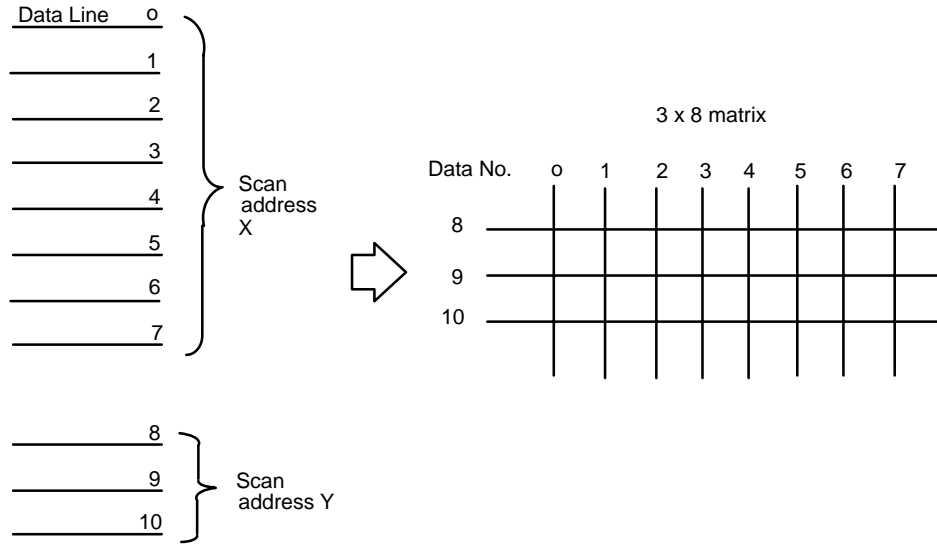 Data Line o
1
2
3
4
5
6
7
Scan
address
X
8
9
10
Scan
address Y
3 x 8 matrix
Data No. o 1 2 3 4 5 6 7
8
9
10